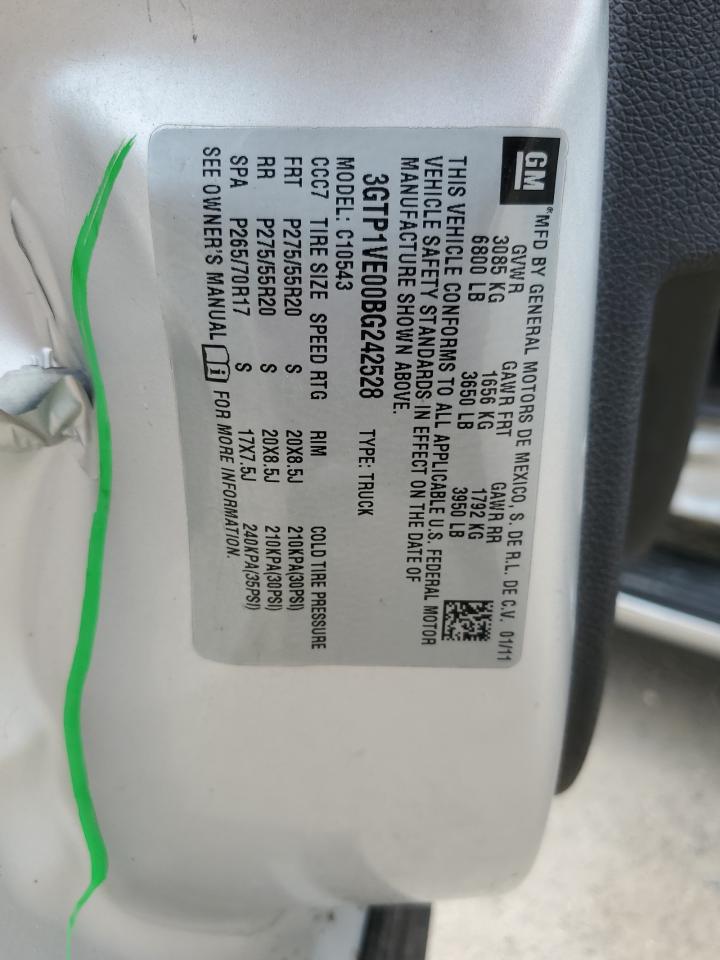 GM
®MFD BY GENERAL MOTORS DE MEXICO, S. DE R.L. DE C.V. 01/11
GVWR GAWR FRT GAWR RR
3085 KG 1656 KG 1792 KG
6800 LB 3650 LB 3950 LB
THIS VEHICLE CONFORMS TO ALL APPLICABLE U.S. FEDERAL MOTOR
VEHICLE SAFETY STANDARDS IN EFFECT ON THE DATE OF
MANUFACTURE SHOWN ABOVE.
3GTP1VE00BG242528 TYPE: TRUCK
MODEL: C10543
CCC7 TIRE SIZE SPEED RTG RIM COLD TIRE PRESSURE
FRT P275/55R20 S 20X8.5J 210KPA(30PSI)
RR P275/55R20 S 20X8.5J 210KPA(30PSI)
SPA P265/70R17 S 17X7.5J 240KPA(35PSI)
SEE OWNER'S MANUAL i FOR MORE INFORMATION.